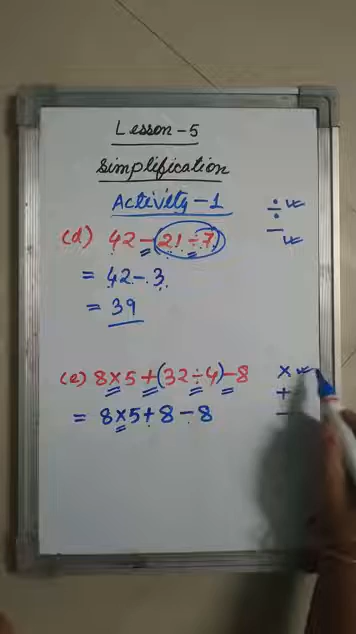 Lesson - 5
Simplification
Activity - 1
(d) 42 - 21 ÷ 7
÷ ✓
- ✓
= 42 - 3
= 39
(e) 8 × 5 + (32 ÷ 4) - 8
× ✓
+
-
= 8 × 5 + 8 - 8